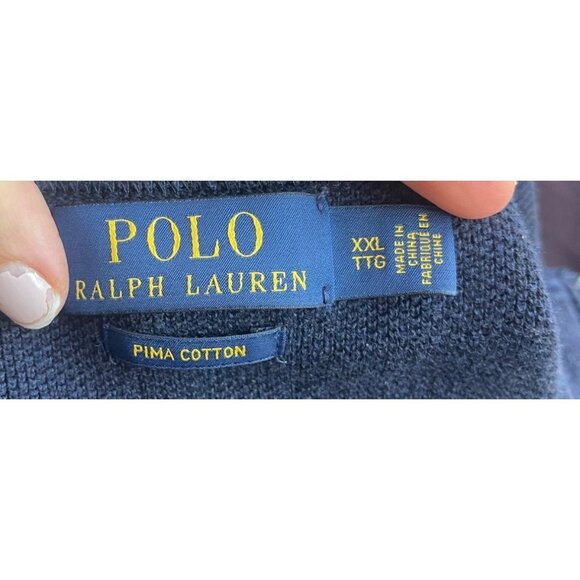 POLO
RALPH LAUREN
XXL
TTG
MADE IN
CHINA
FABRIQUÉ EN
CHINE
PIMA COTTON